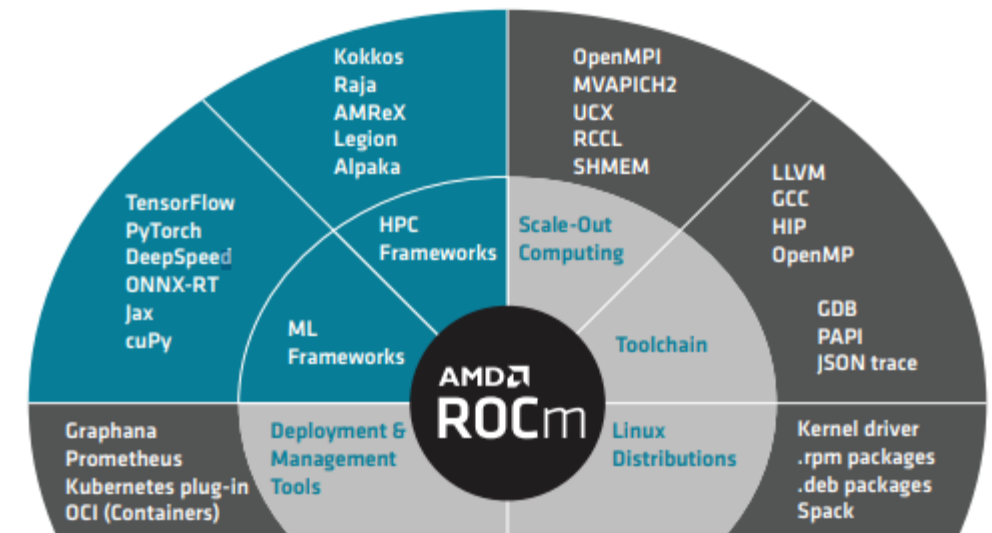 Kokkos
Raja
AMReX
Legion
Alpaka
OpenMPI
MVAPICH2
UCX
RCCL
SHMEM
TensorFlow
PyTorch
DeepSpeed
ONNX-RT
Jax
cuPy
HPC
Frameworks
Scale-Out
Computing
LLVM
GCC
HIP
OpenMP
GDB
PAPI
JSON trace
ML
Frameworks
Toolchain
AMD
ROCm
Graphana
Prometheus
Kubernetes plug-in
OCI (Containers)
Deployment &
Management
Tools
Linux
Distributions
Kernel driver
.rpm packages
.deb packages
Spack